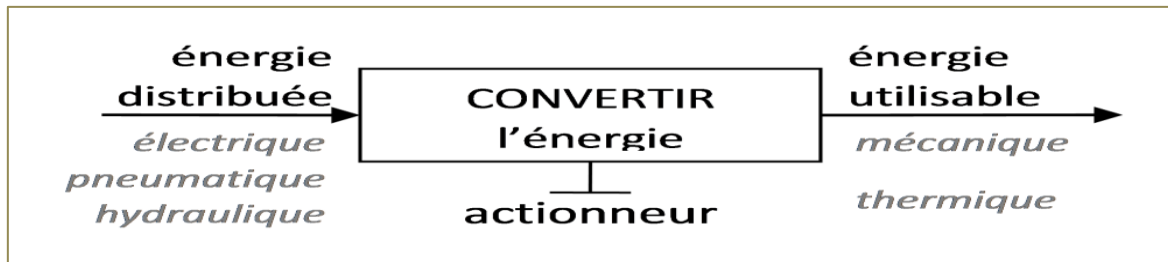 énergie
distribuée
électrique
pneumatique
hydraulique
CONVERTIR
l'énergie
actionneur
énergie
utilisable
mécanique
thermique